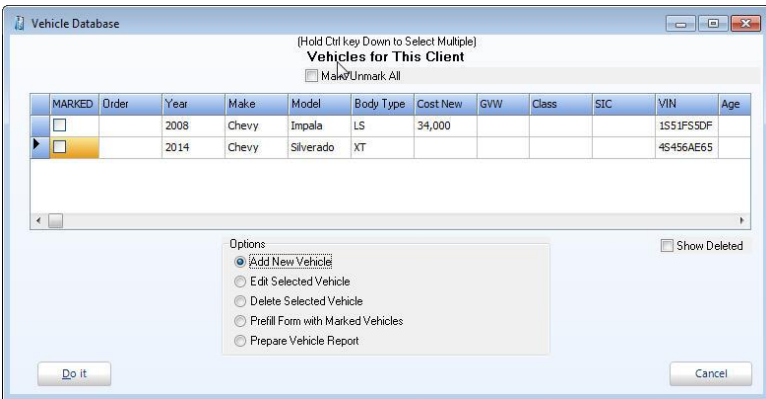 Vehicle Database
(Hold Ctrl key Down to Select Multiple)
Vehicles for This Client
Unmark All
MARKED Order Year Make Model Body Type Cost New GVW Class SIC VIN Age
2008 Chevy Impala LS 34,000 1S51FS5DF
2014 Chevy Silverado XT 4S456AE65
Options
Show Deleted
Add New Vehicle
Edit Selected Vehicle
Delete Selected Vehicle
Prefill Form with Marked Vehicles
Prepare Vehicle Report
Do it
Cancel